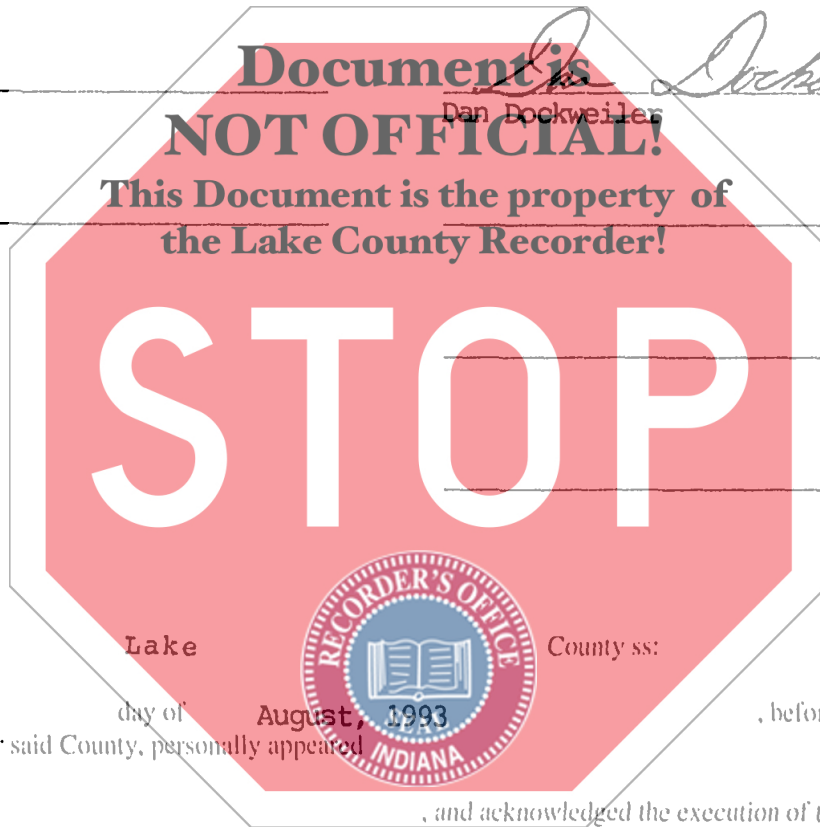 Document is
Dan Dockweiler
NOT OFFICIAL!
This Document is the property of
the Lake County Recorder!
STOP
RECORDER'S OFFICE
Lake County ss:
day of August, 1993 , befor
said County, personally appeared
INDIANA
, and acknowledged the execution of t